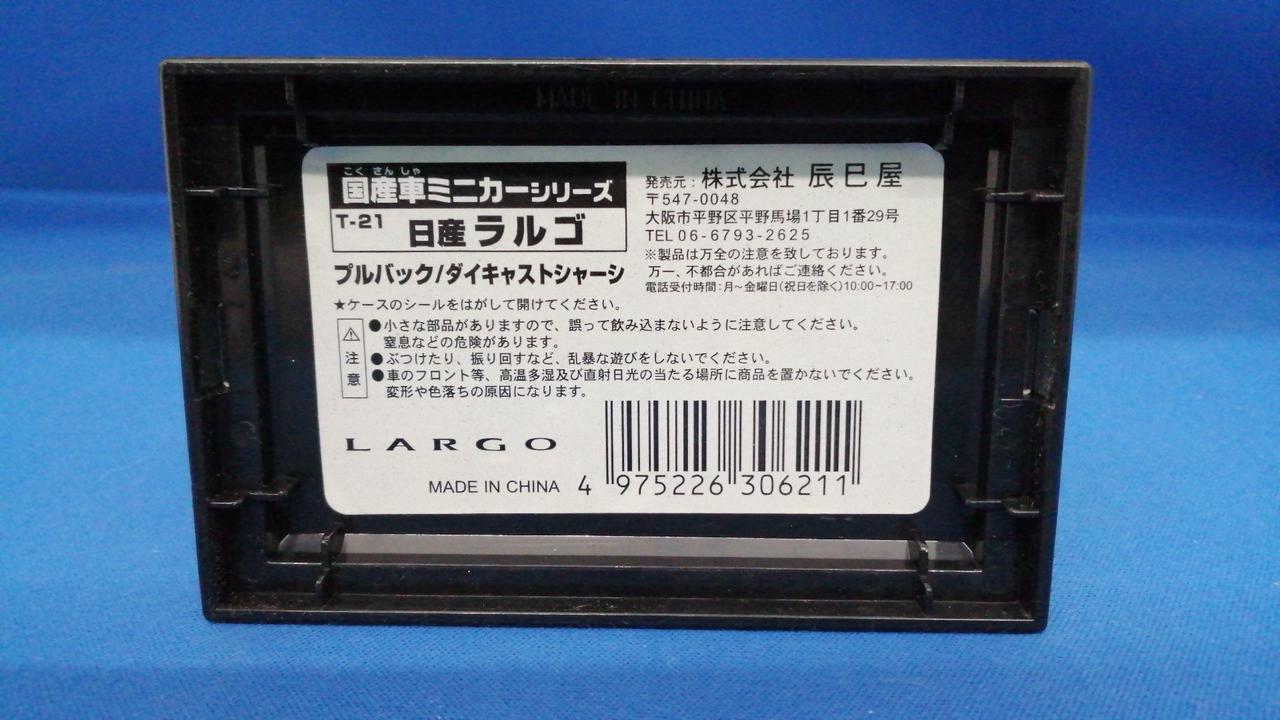 MADE IN CHINA
こくさんしゃ
国産車ミニカーシリーズ
T-21 日産 ラルゴ
プルバック/ダイキャストシャーシ
発売元：株式会社 辰巳屋
〒547-0048
大阪市平野区平野馬場1丁目1番29号
TEL 06-6793-2625
※製品は万全の注意を致しております。
万一、不都合があればご連絡ください。
電話受付時間：月～金曜日(祝日を除く)10:00~17:00
★ケースのシールをはがして開けてください。
⚠注意
●小さな部品がありますので、誤って飲み込まないように注意してください。
窒息などの危険があります。
●ぶつけたり、振り回すなど、乱暴な遊びをしないでください。
●車のフロント等、高温多湿及び直射日光の当たる場所に商品を置かないでください。
変形や色落ちの原因になります。
LARGO
MADE IN CHINA
4 975226 306211